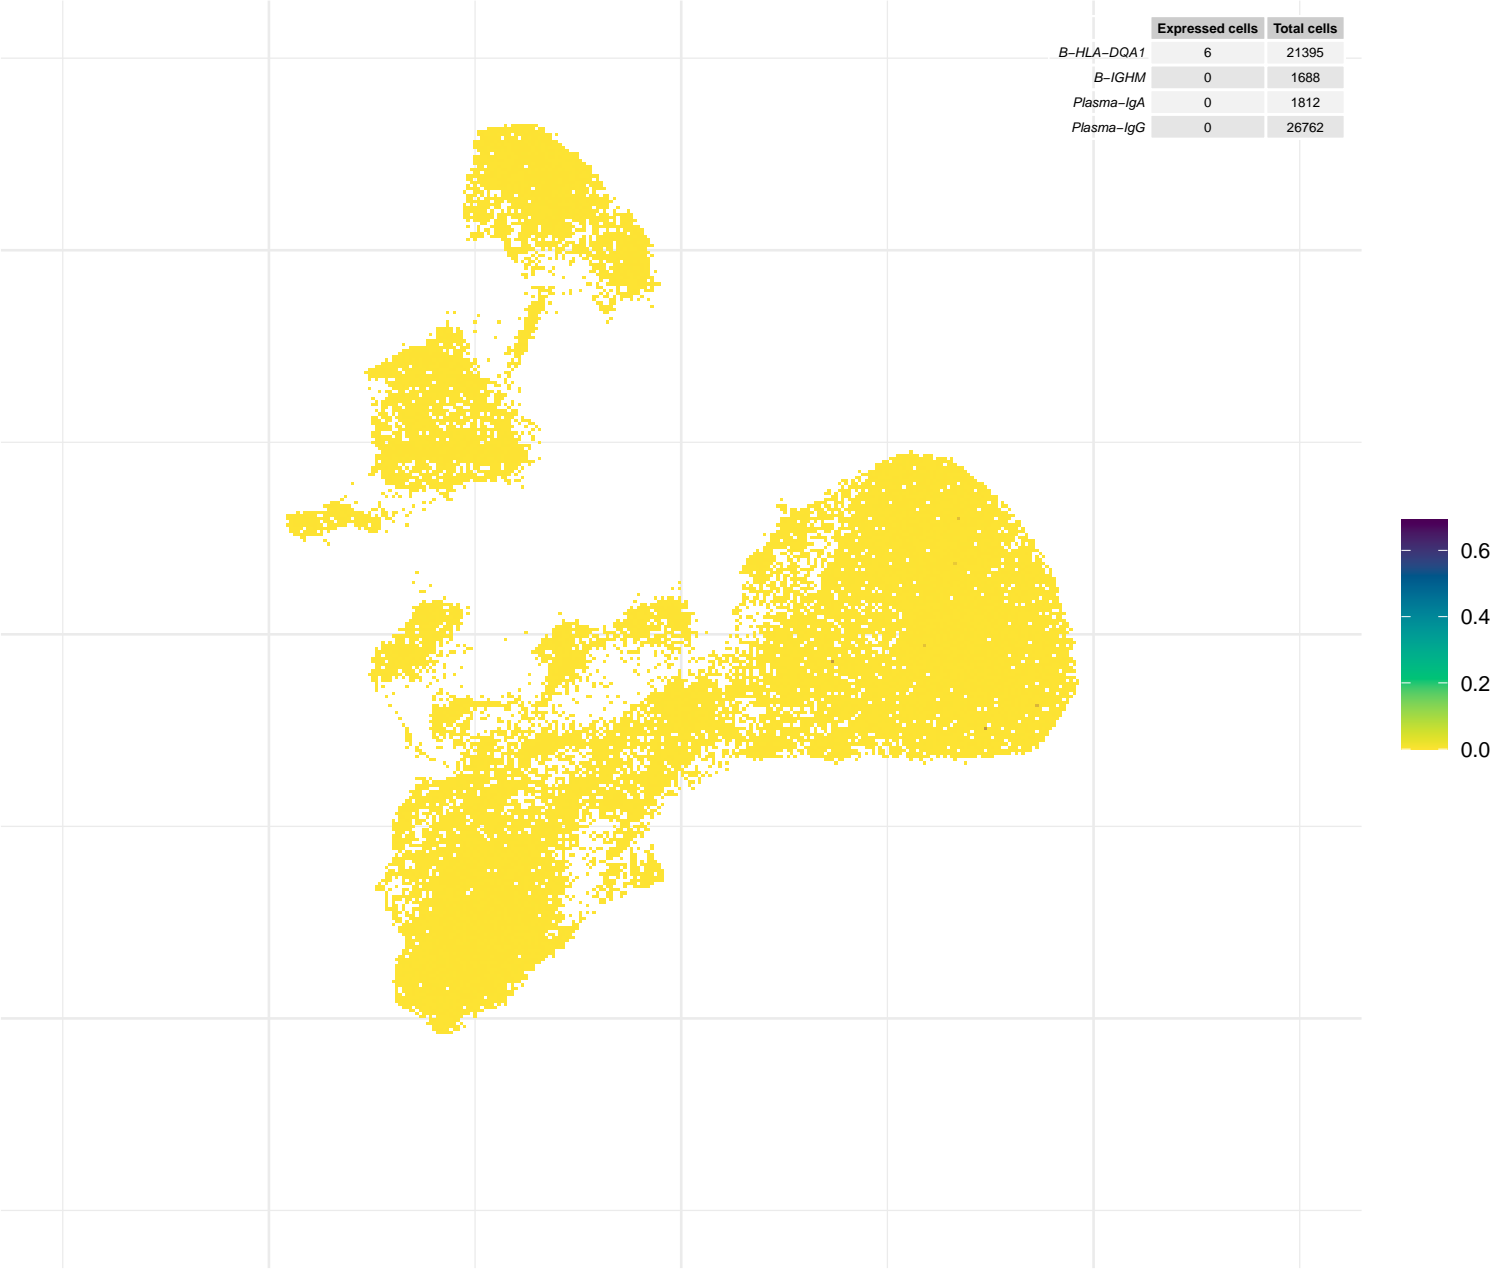 Expressed cells Total cells
B−HLA−DQA1 6 21395
B−IGHM 0 1688
Plasma−IgA 0 1812
Plasma−IgG 0 26762
0.6
0.4
0.2
0.0